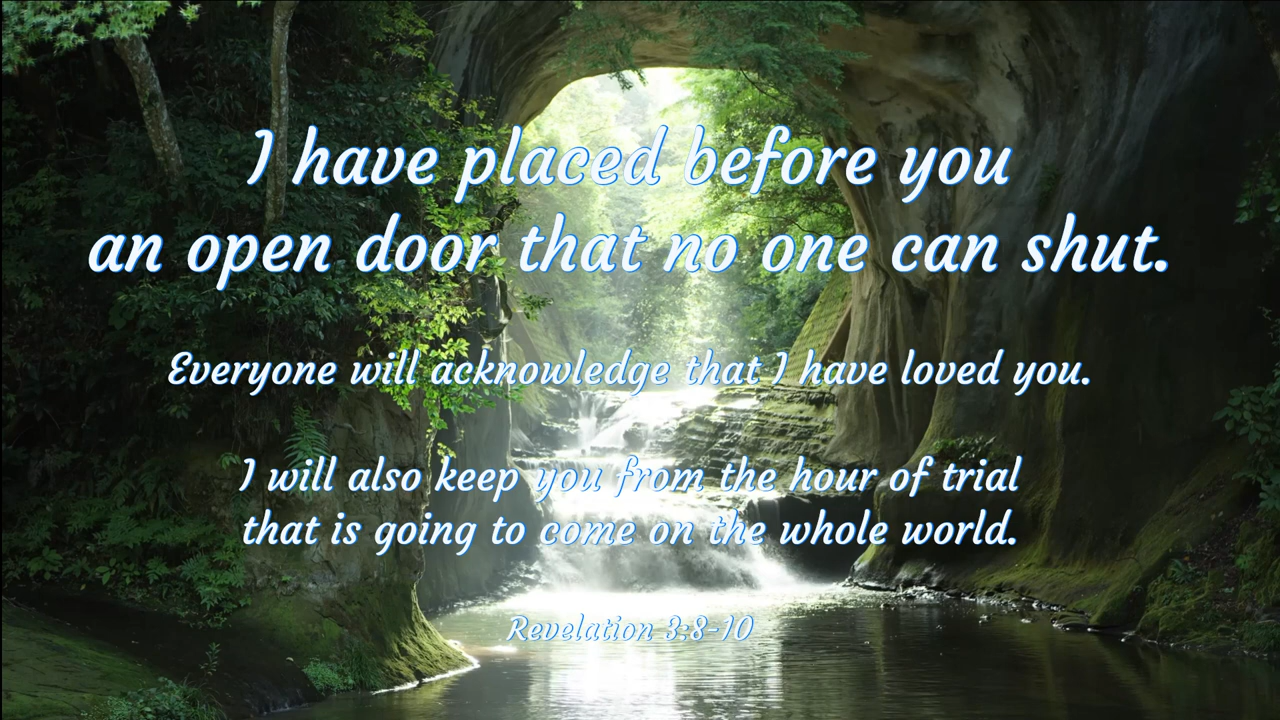 I have placed before you
an open door that no one can shut.
Everyone will acknowledge that I have loved you.
I will also keep you from the hour of trial
that is going to come on the whole world.
Revelation 3:8-10